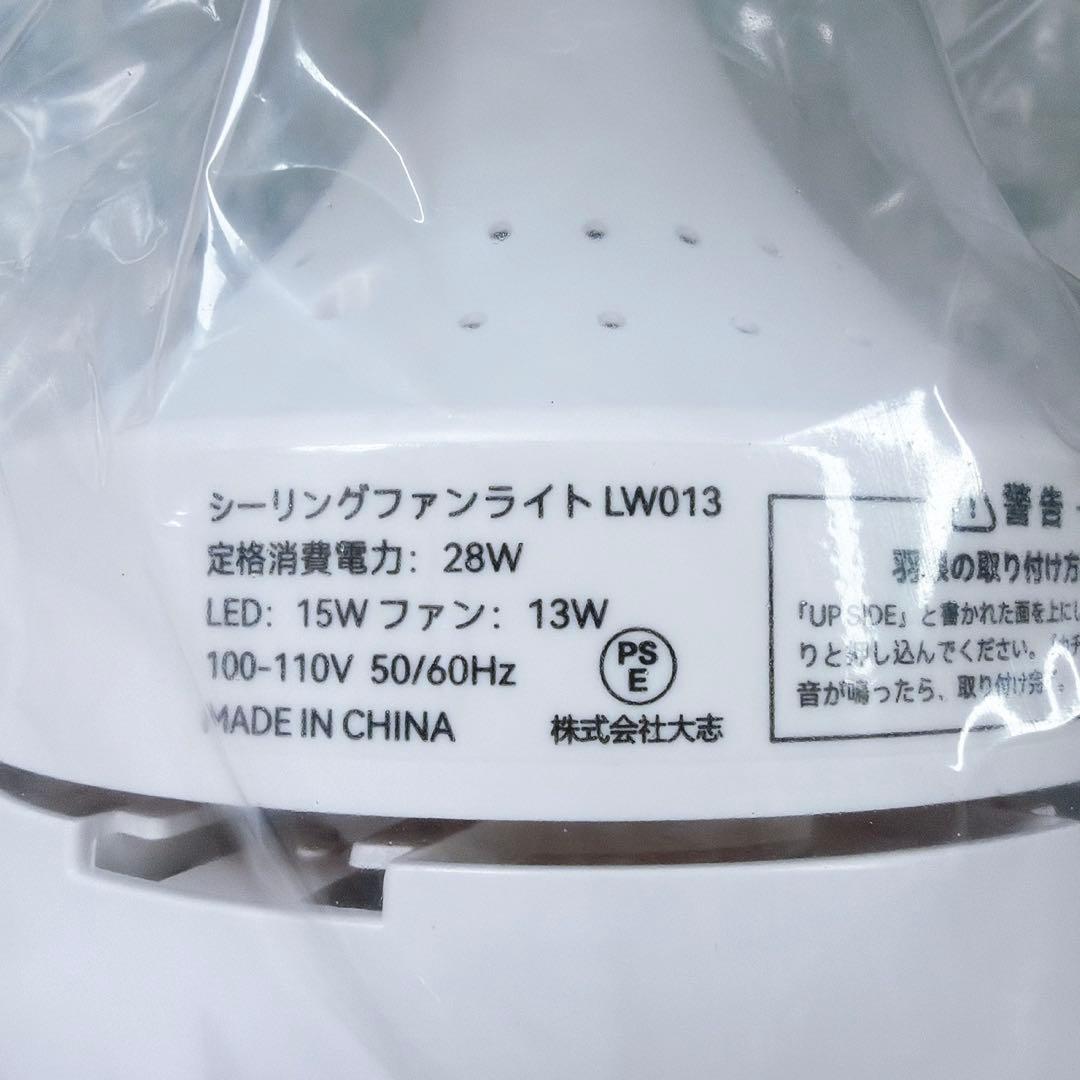 シーリングファンライト LW013
定格消費電力： 28W
LED： 15W ファン： 13W
100-110V 50/60Hz
MADE IN CHINA
PS
E
株式会社大志
警告
の取り付け方
『UP SIDE』と書かれた面を上にし
りと押し込んでください。
音が鳴ったら、取り付け完